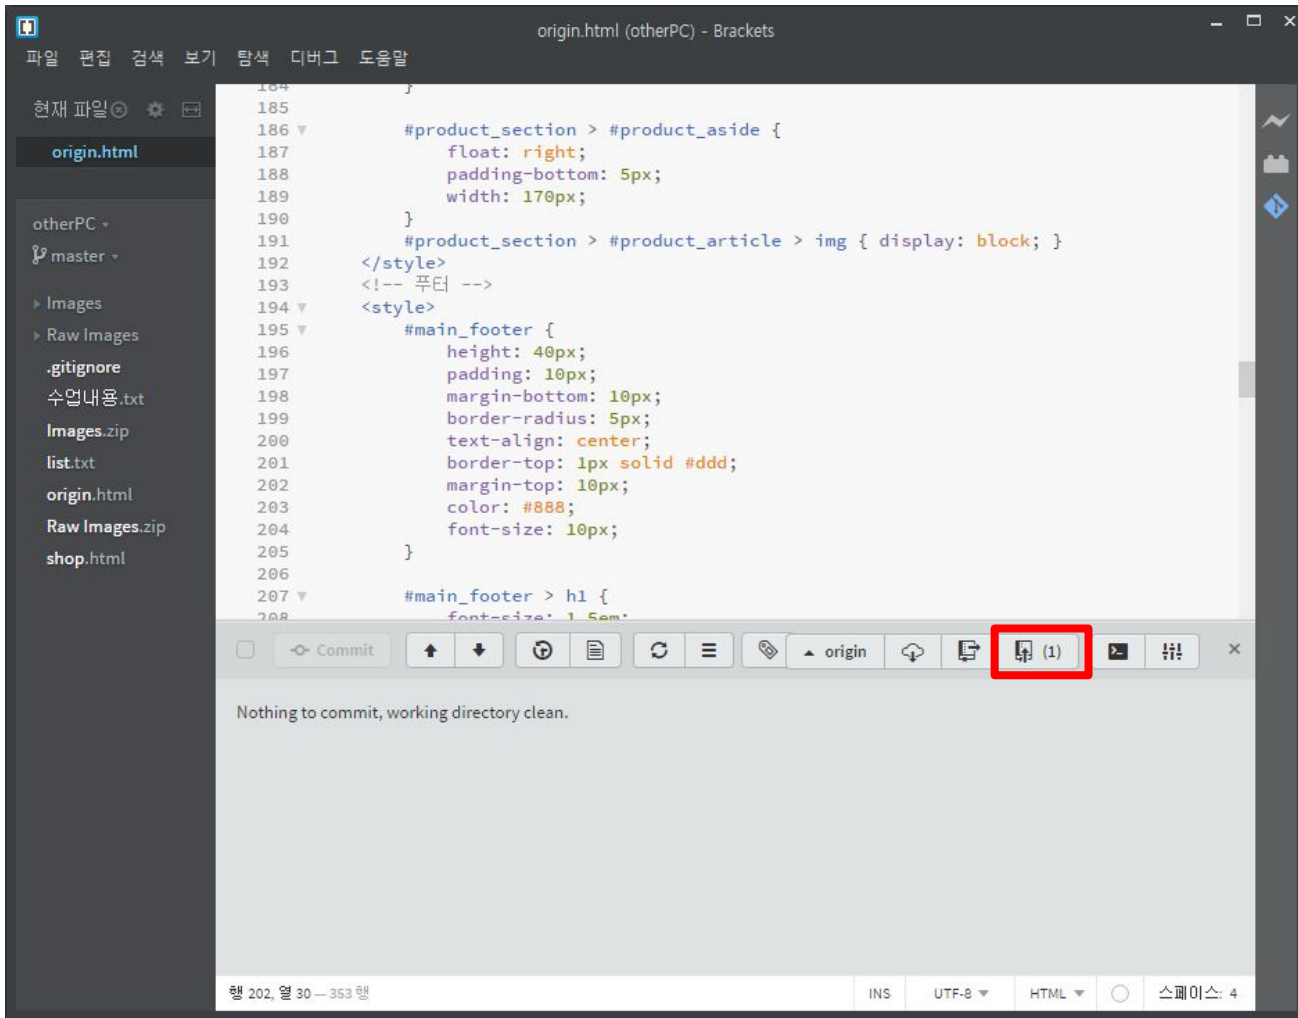 origin.html (otherPC) - Brackets
파일 편집 검색 보기 탐색 디버그 도움말
현재 파일
origin.html
otherPC
master
Images
Raw Images
.gitignore
수업내용.txt
Images.zip
list.txt
origin.html
Raw Images.zip
shop.html
184 }
185
186 #product_section > #product_aside {
187 float: right;
188 padding-bottom: 5px;
189 width: 170px;
190 }
191 #product_section > #product_article > img { display: block; }
192 </style>
193 <!-- 푸터 -->
194 <style>
195 #main_footer {
196 height: 40px;
197 padding: 10px;
198 margin-bottom: 10px;
199 border-radius: 5px;
200 text-align: center;
201 border-top: 1px solid #ddd;
202 margin-top: 10px;
203 color: #888;
204 font-size: 10px;
205 }
206
207 #main_footer > h1 {
208 font-size: 1.5em;
Commit origin (1)
Nothing to commit, working directory clean.
행 202, 열 30 — 353 행 INS UTF-8 HTML 스페이스: 4